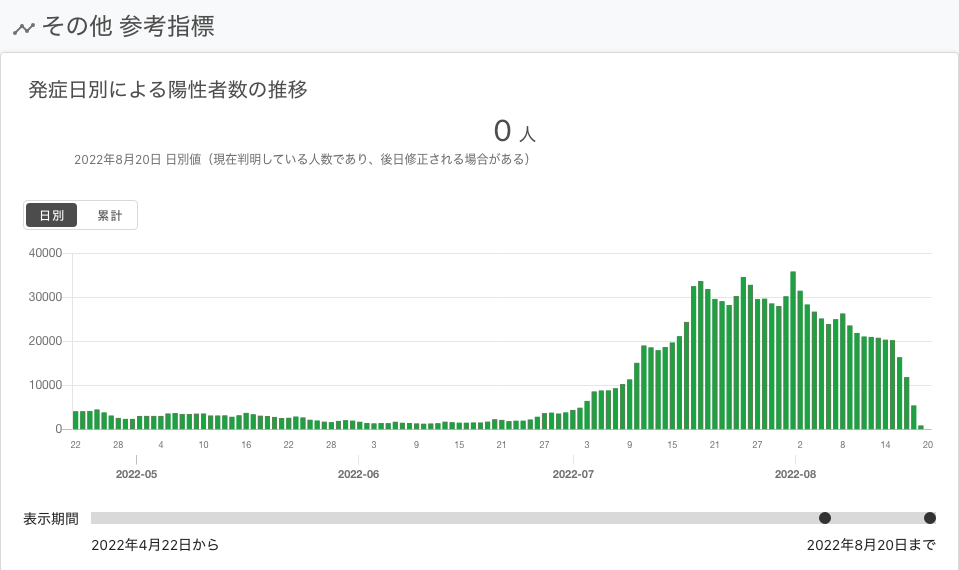 その他 参考指標
発症日別による陽性者数の推移
0 人
2022年8月20日 日別値（現在判明している人数であり、後日修正される場合がある）
日別 累計
40000
30000
20000
10000
0
22 28 4 10 16 22 28 3 9 15 21 27 3 9 15 21 27 2 8 14 20
2022-05 2022-06 2022-07 2022-08
表示期間
2022年4月22日から 2022年8月20日まで